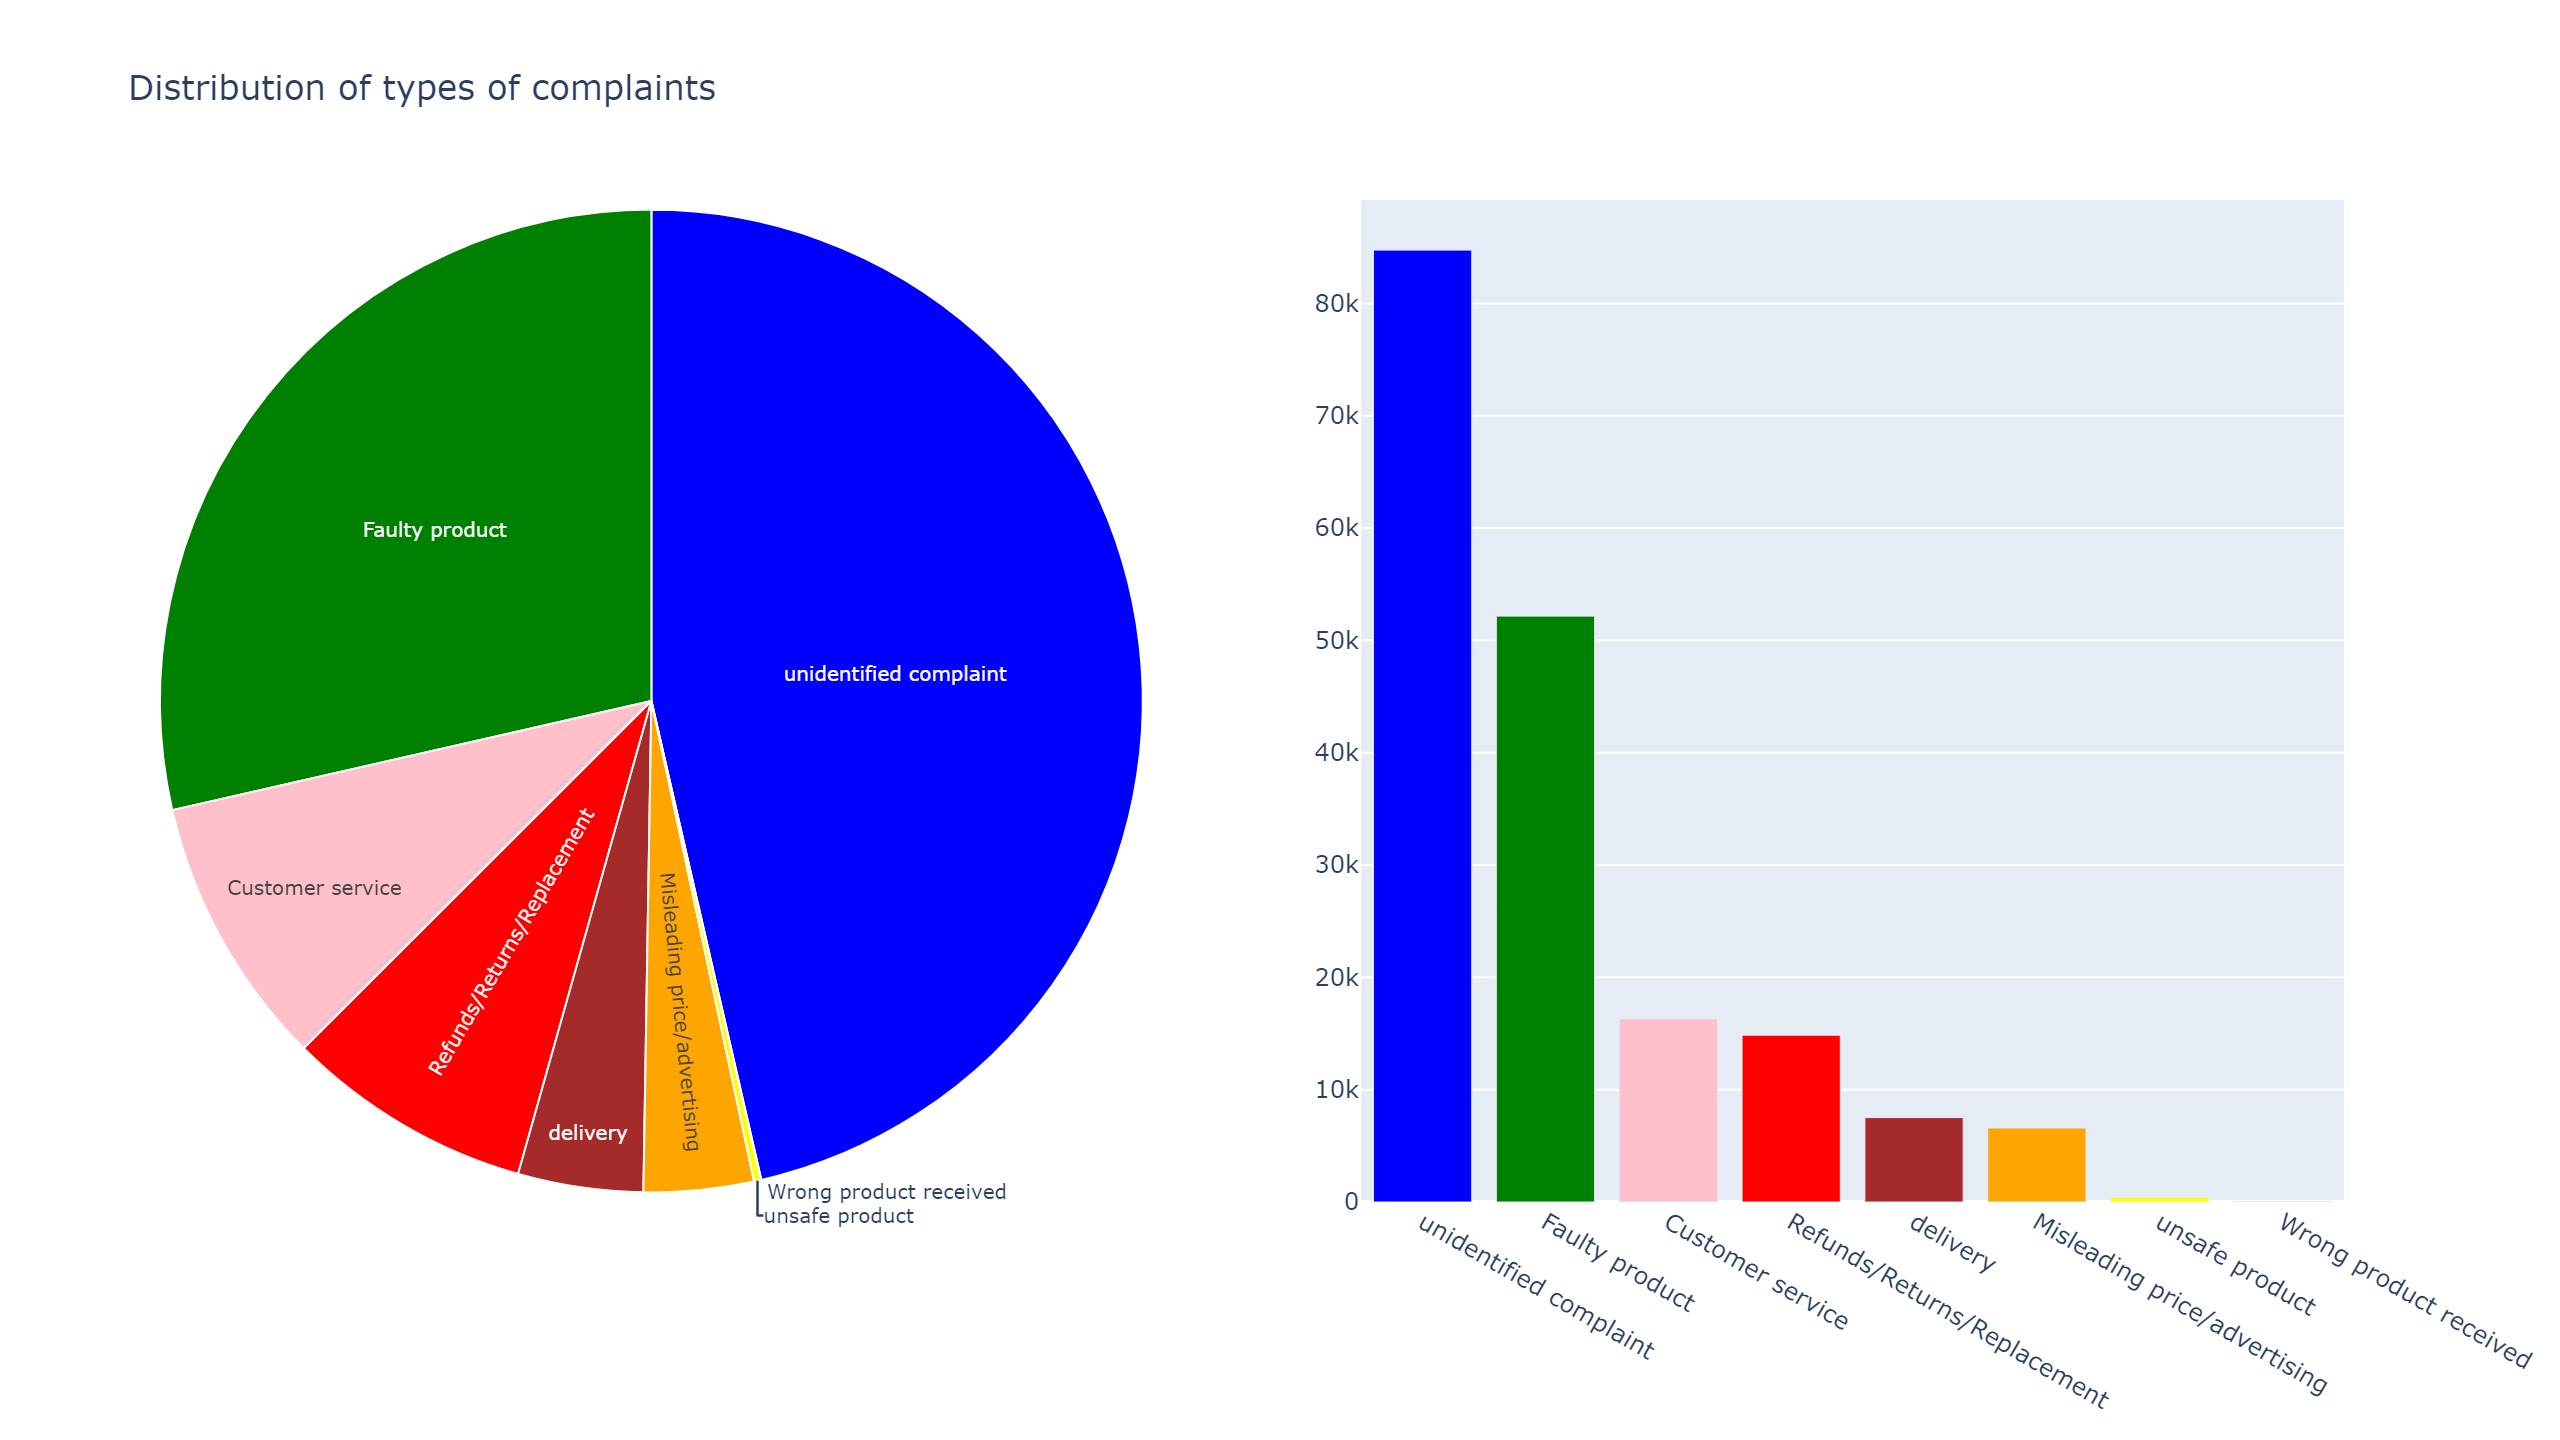 Distribution of types of complaints
Faulty product
unidentified complaint
Customer service
Refunds/Returns/Replacement
delivery
Misleading price/advertising
Wrong product received
unsafe product
80k
70k
60k
50k
40k
30k
20k
10k
0
unidentified complaint
Faulty product
Customer service
Refunds/Returns/Replacement
delivery
Misleading price/advertising
unsafe product
Wrong product received